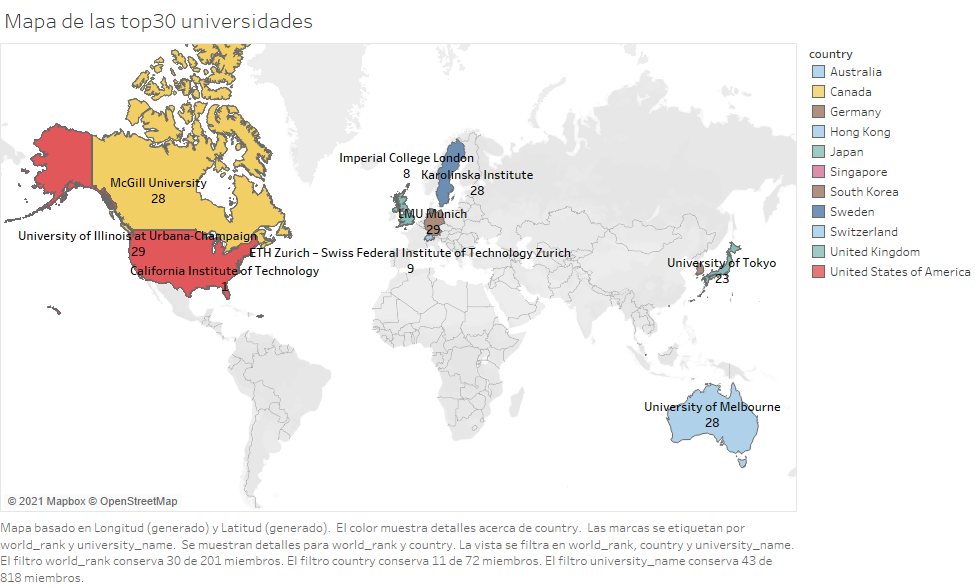 Mapa de las top30 universidades
country
Australia
Canada
Germany
Hong Kong
Japan
Singapore
South Korea
Sweden
Switzerland
United Kingdom
United States of America
Imperial College London
8
Karolinska Institute
28
McGill University
28
LMU Munich
29
University of Illinois at Urbana-Champaign
29
ETH Zurich – Swiss Federal Institute of Technology Zurich
9
California Institute of Technology
1
University of Tokyo
23
University of Melbourne
28
© 2021 Mapbox © OpenStreetMap
Mapa basado en Longitud (generado) y Latitud (generado).  El color muestra detalles acerca de country.  Las marcas se etiquetan por
world_rank y university_name.  Se muestran detalles para world_rank y country. La vista se filtra en world_rank, country y university_name.
El filtro world_rank conserva 30 de 201 miembros. El filtro country conserva 11 de 72 miembros. El filtro university_name conserva 43 de
818 miembros.